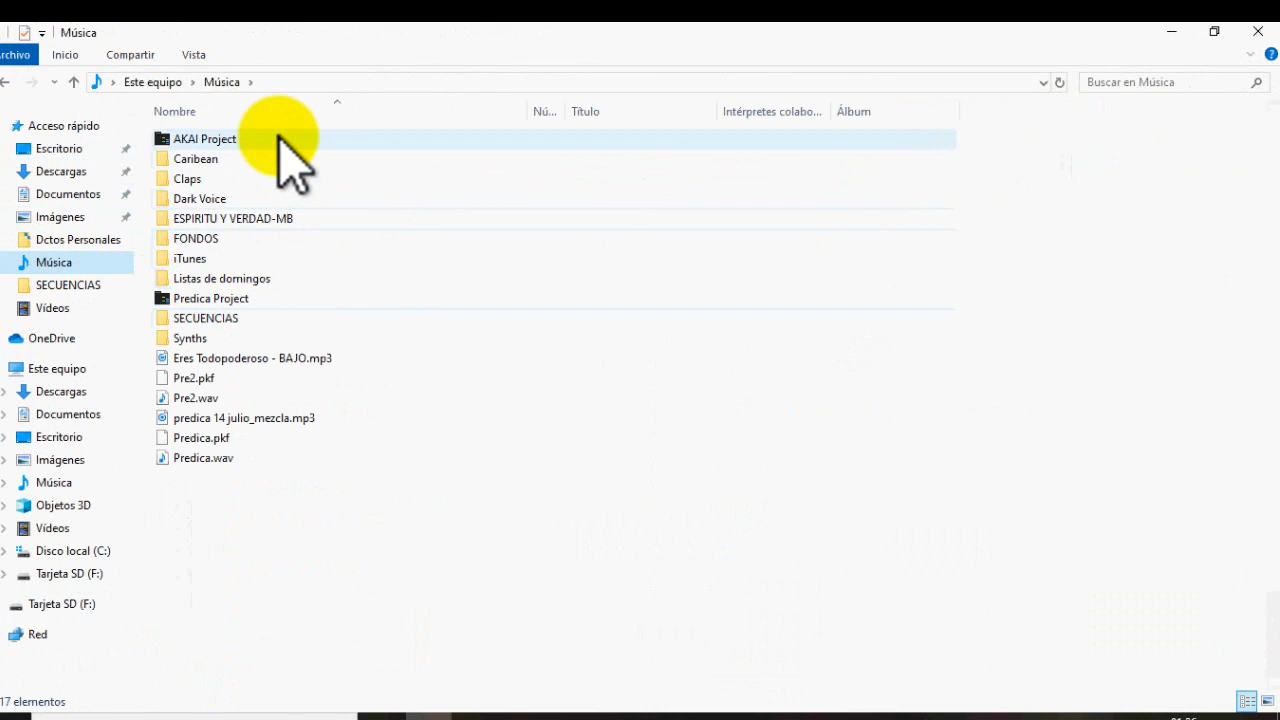 Música
Archivo Inicio Compartir Vista
Este equipo Música Buscar en Música
Nombre Nú... Título Intérpretes colabo... Álbum
Acceso rápido
Escritorio
Descargas
Documentos
Imágenes
Dctos Personales
Música
SECUENCIAS
Vídeos
OneDrive
Este equipo
Descargas
Documentos
Escritorio
Imágenes
Música
Objetos 3D
Vídeos
Disco local (C:)
Tarjeta SD (F:)
Tarjeta SD (F:)
Red
AKAI Project
Caribean
Claps
Dark Voice
ESPIRITU Y VERDAD-MB
FONDOS
iTunes
Listas de domingos
Predica Project
SECUENCIAS
Synths
Eres Todopoderoso - BAJO.mp3
Pre2.pkf
Pre2.wav
predica 14 julio_mezcla.mp3
Predica.pkf
Predica.wav
17 elementos